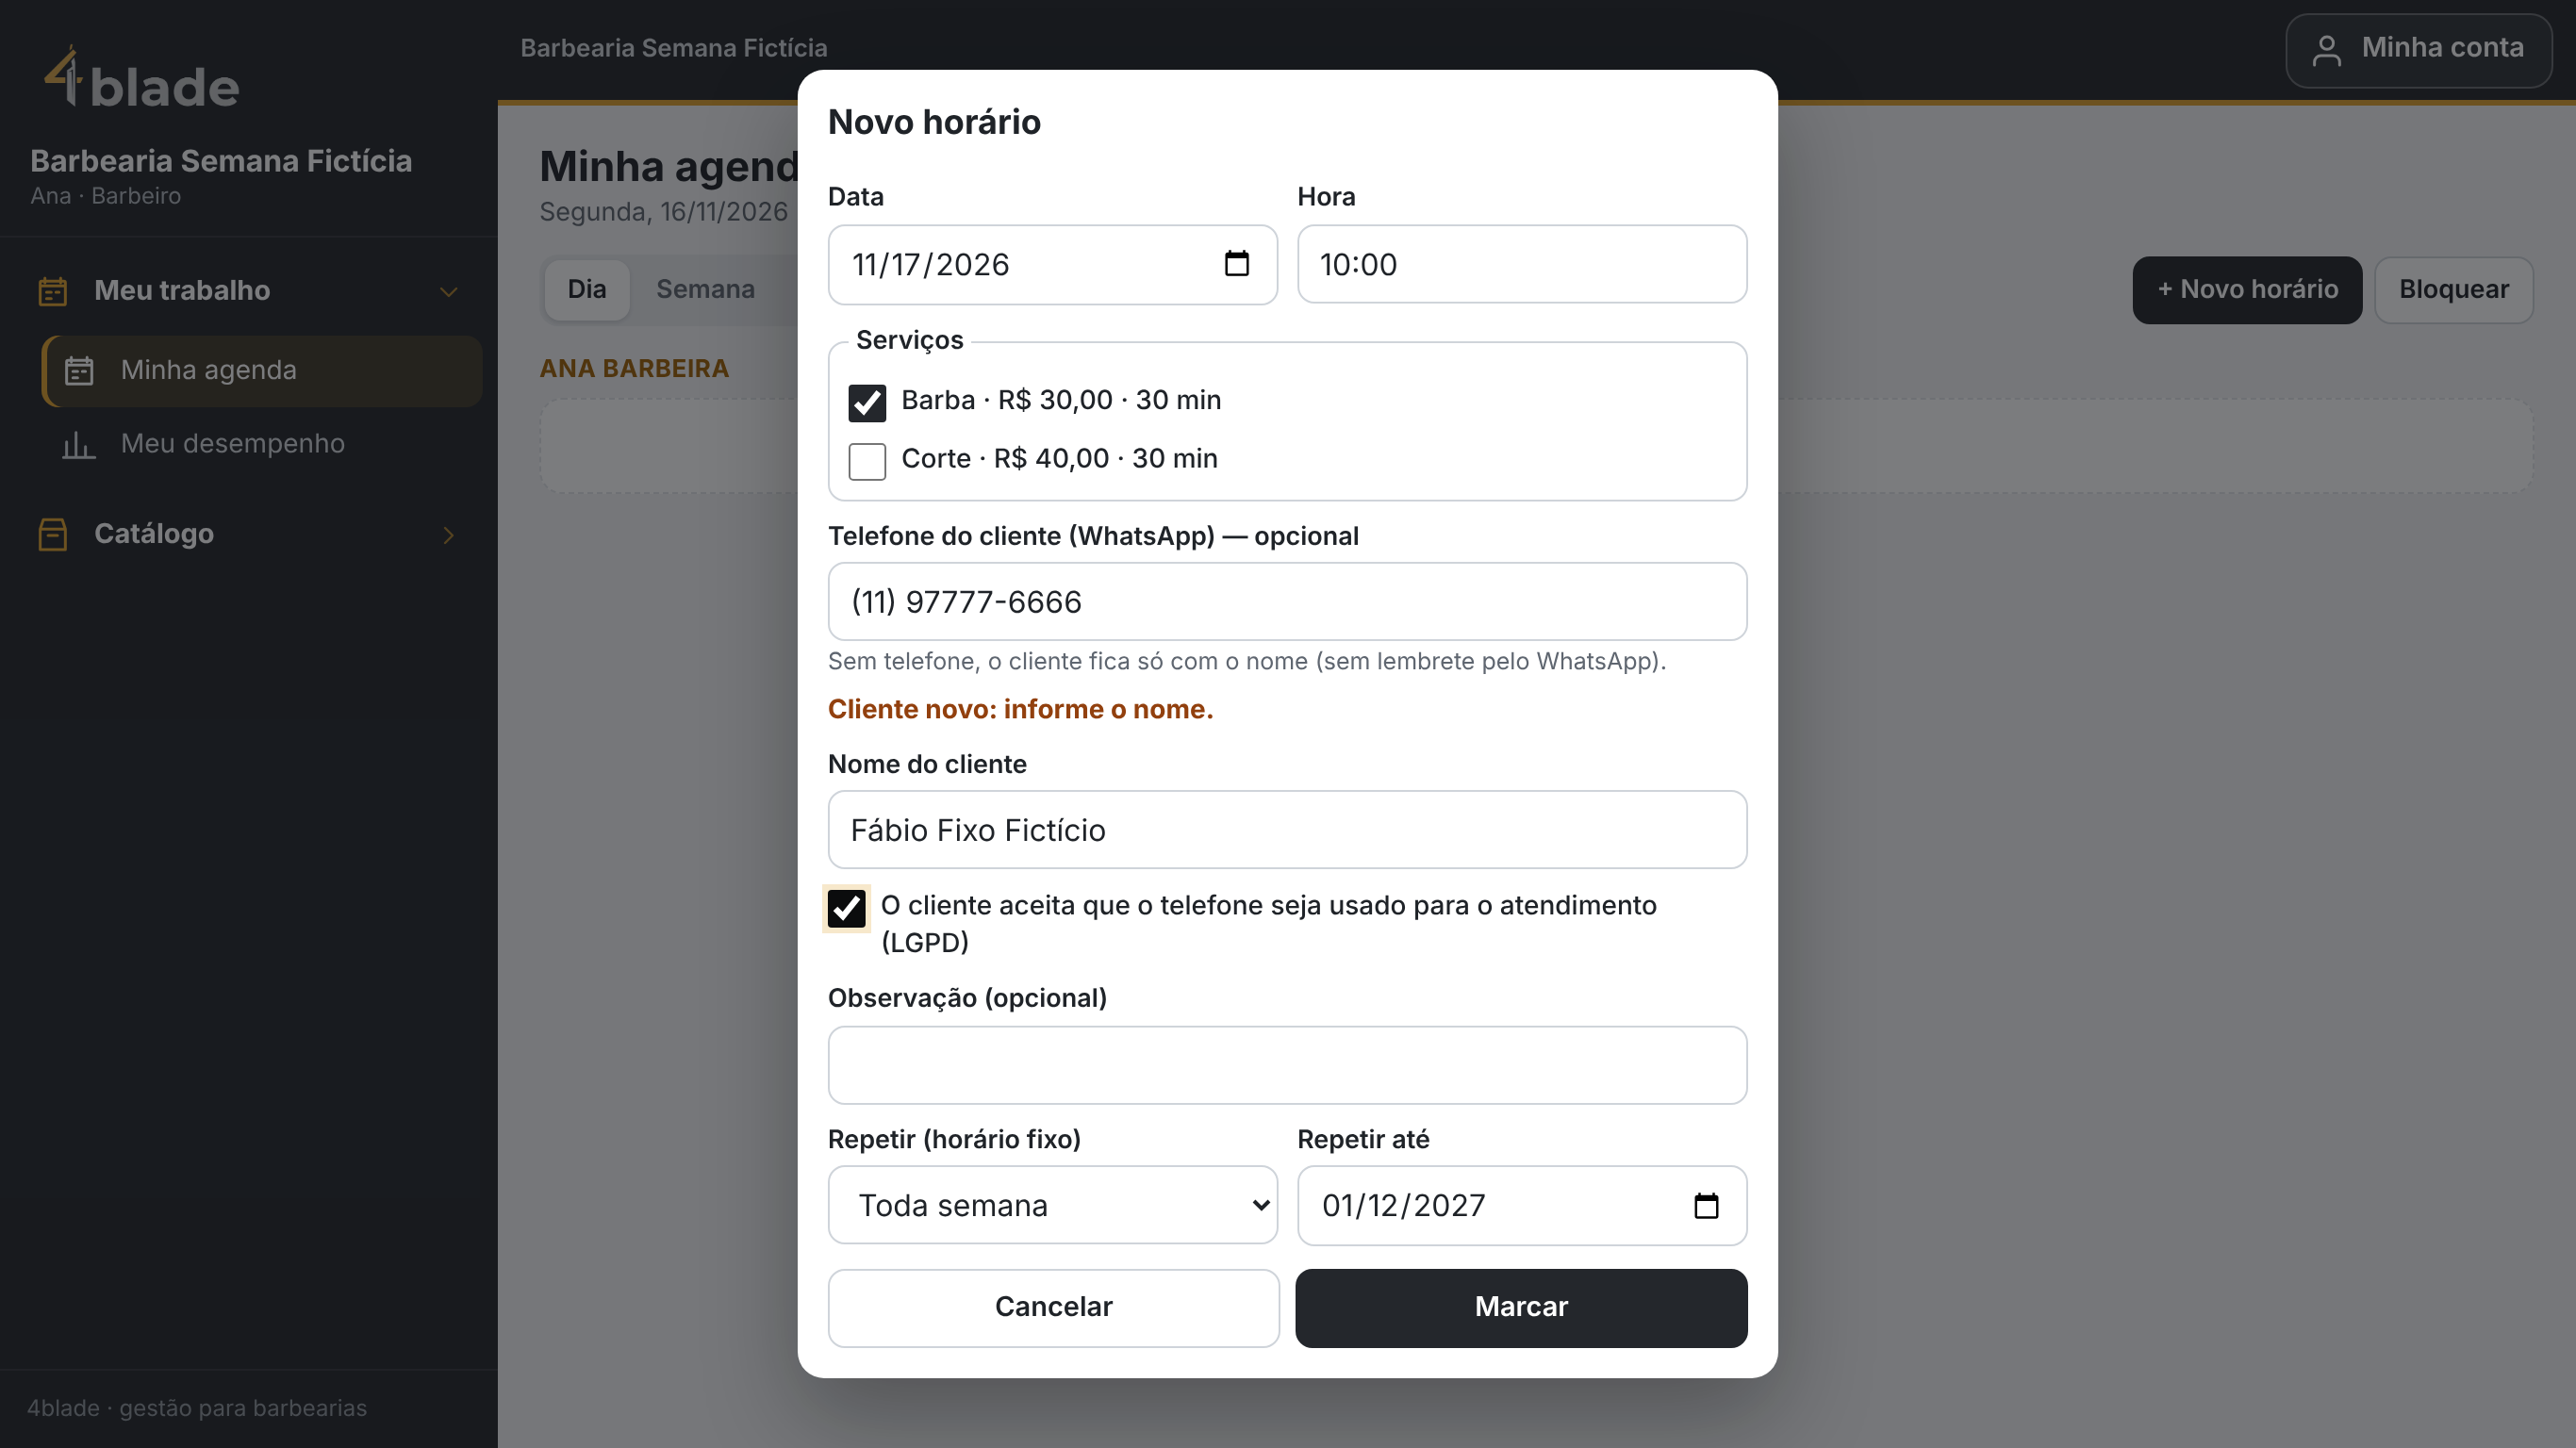 4blade
Barbearia Semana Fictícia
Ana · Barbeiro
Meu trabalho
Minha agenda
Meu desempenho
Catálogo
4blade · gestão para barbearias
Barbearia Semana Fictícia
Minha conta
Minha agend
Segunda, 16/11/2026
Dia
Semana
+ Novo horário
Bloquear
ANA BARBEIRA
Novo horário
Data
Hora
11/17/2026
10:00
Serviços
Barba · R$ 30,00 · 30 min
Corte · R$ 40,00 · 30 min
Telefone do cliente (WhatsApp) — opcional
(11) 97777-6666
Sem telefone, o cliente fica só com o nome (sem lembrete pelo WhatsApp).
Cliente novo: informe o nome.
Nome do cliente
Fábio Fixo Fictício
O cliente aceita que o telefone seja usado para o atendimento
(LGPD)
Observação (opcional)
Repetir (horário fixo)
Repetir até
Toda semana
01/12/2027
Cancelar
Marcar